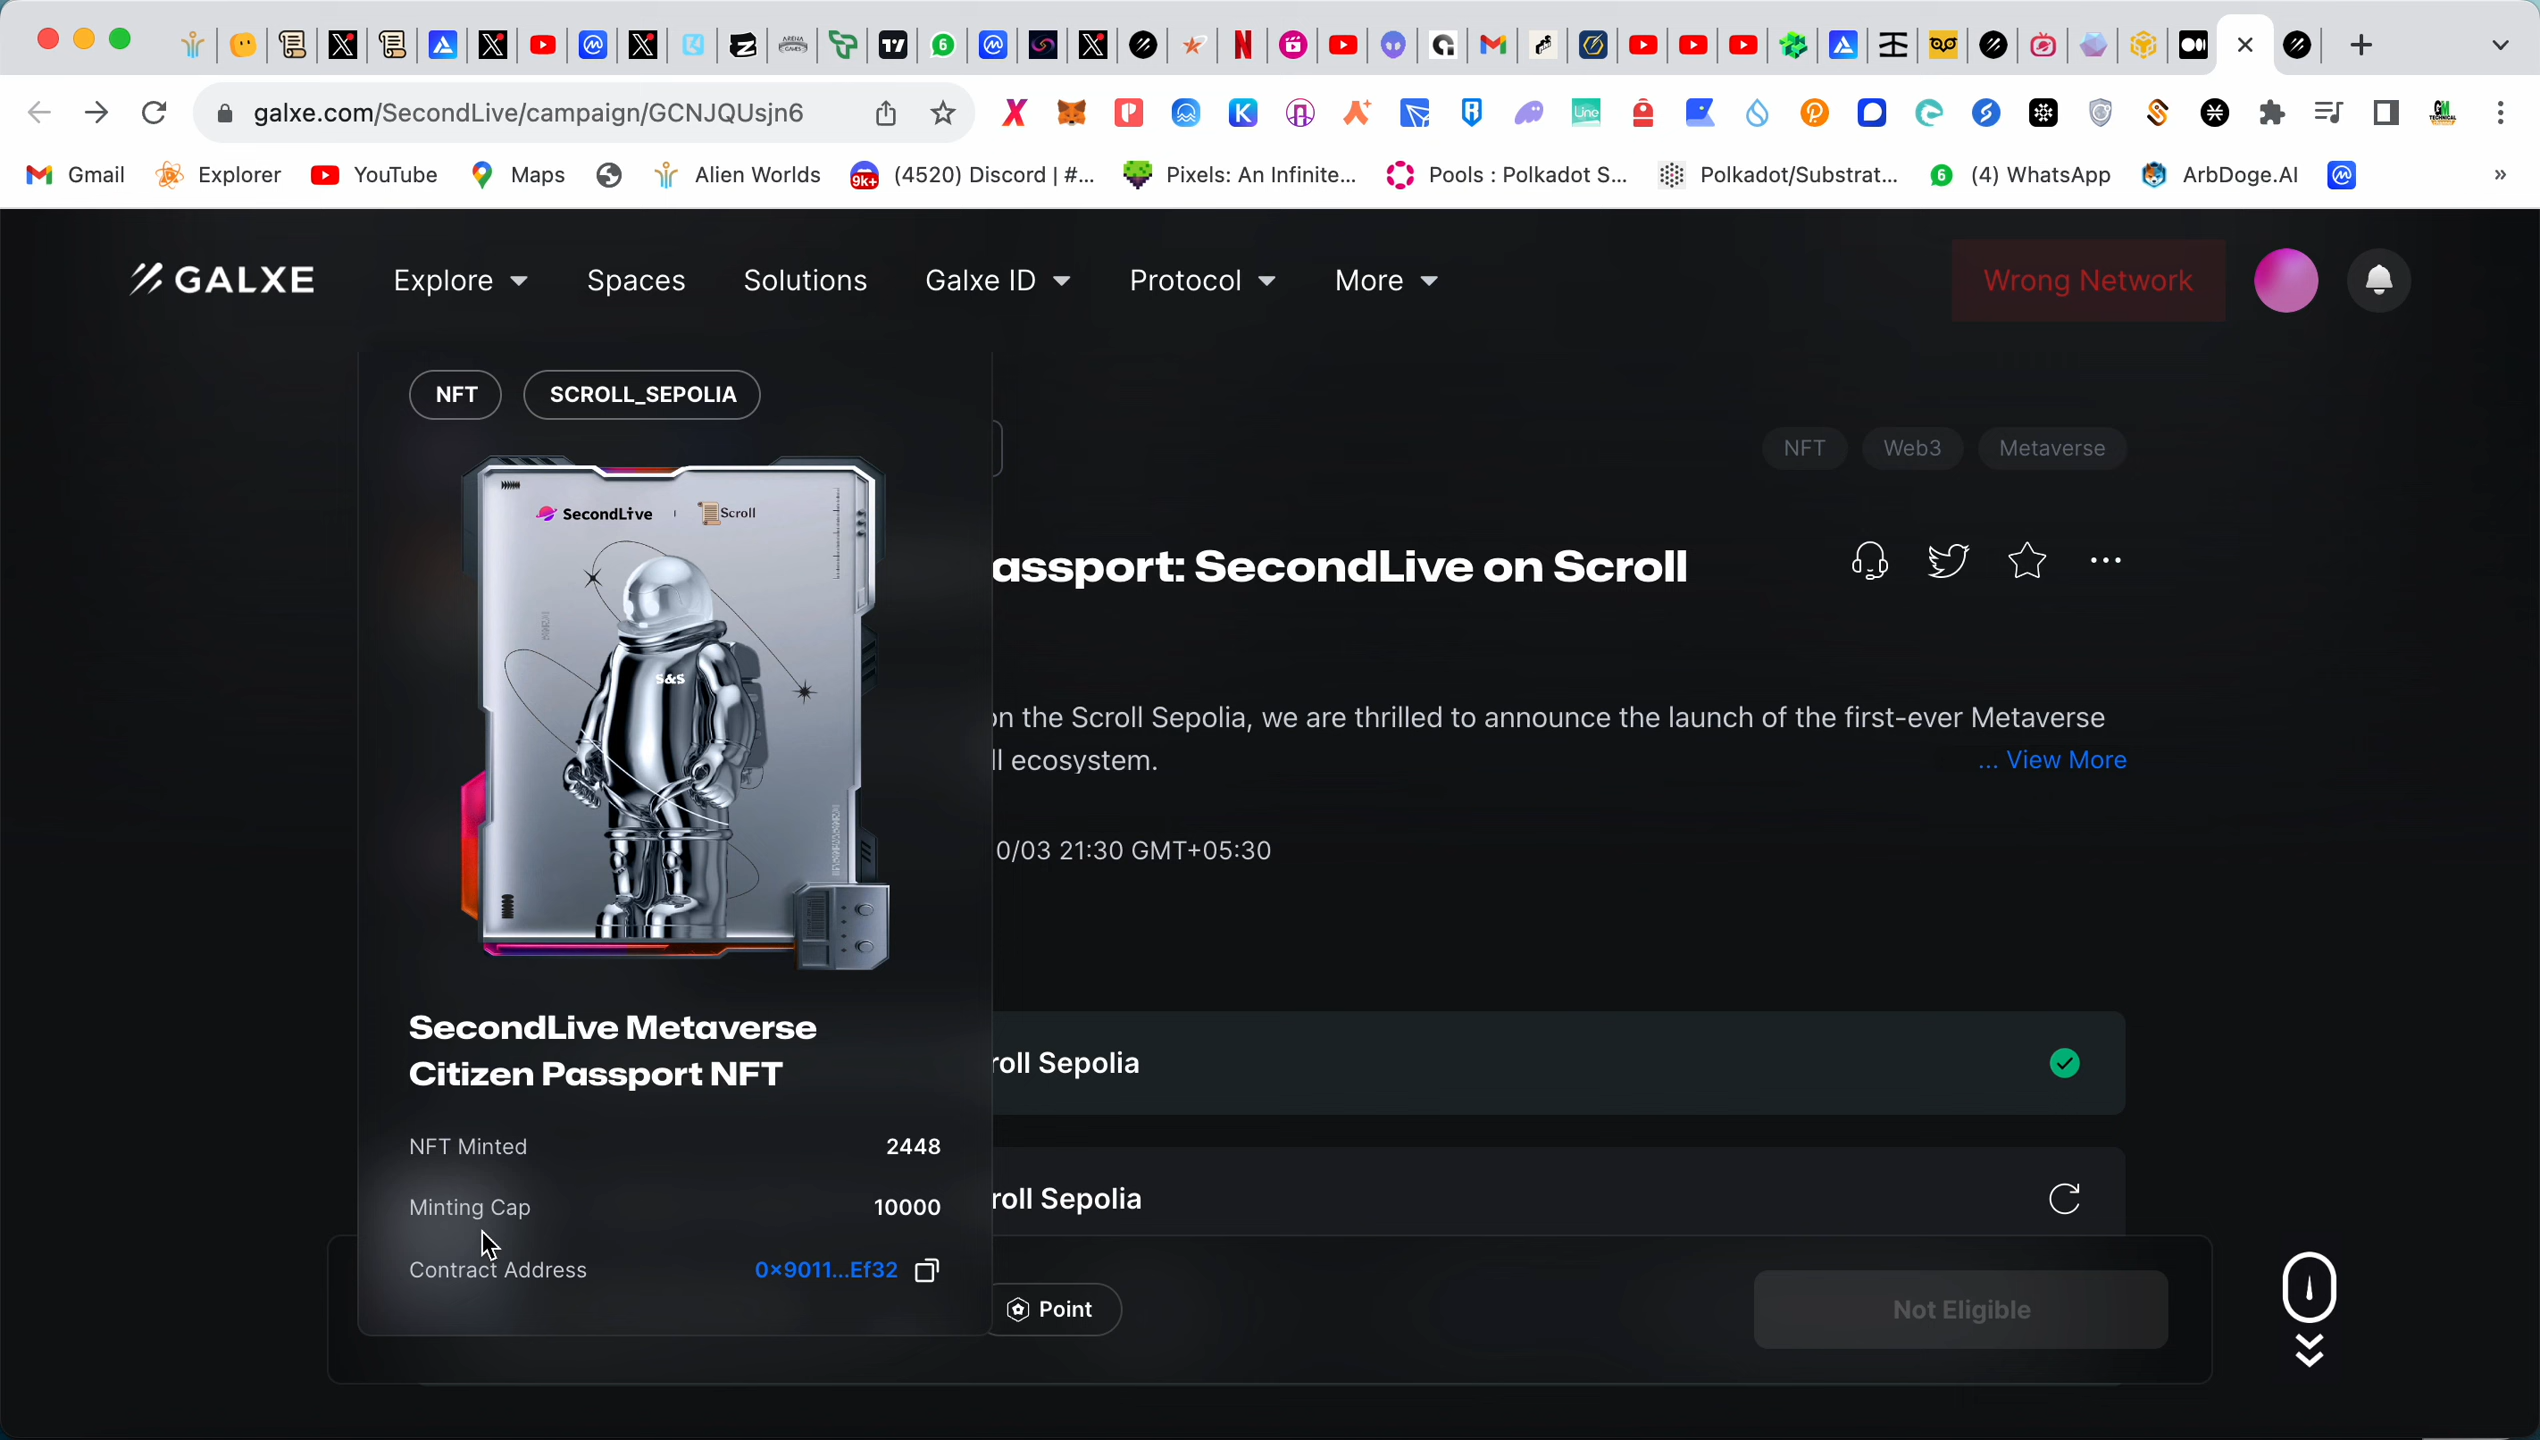 galxe.com/SecondLive/campaign/GCNJQUsjn6
Gmail Explorer YouTube Maps Alien Worlds (4520) Discord | #... Pixels: An Infinite... Pools : Polkadot S... Polkadot/Substrat... (4) WhatsApp ArbDoge.AI »
GALXE Explore Spaces Solutions Galxe ID Protocol More Wrong Network
NFT SCROLL_SEPOLIA
NFT Web3 Metaverse
SecondLive Scroll
assport: SecondLive on Scroll
S&S
on the Scroll Sepolia, we are thrilled to announce the launch of the first-ever Metaverse
ll ecosystem. ... View More
0/03 21:30 GMT+05:30
SecondLive Metaverse
Citizen Passport NFT
roll Sepolia
NFT Minted 2448
Minting Cap 10000
roll Sepolia
Contract Address 0x9011...Ef32
Point
Not Eligible